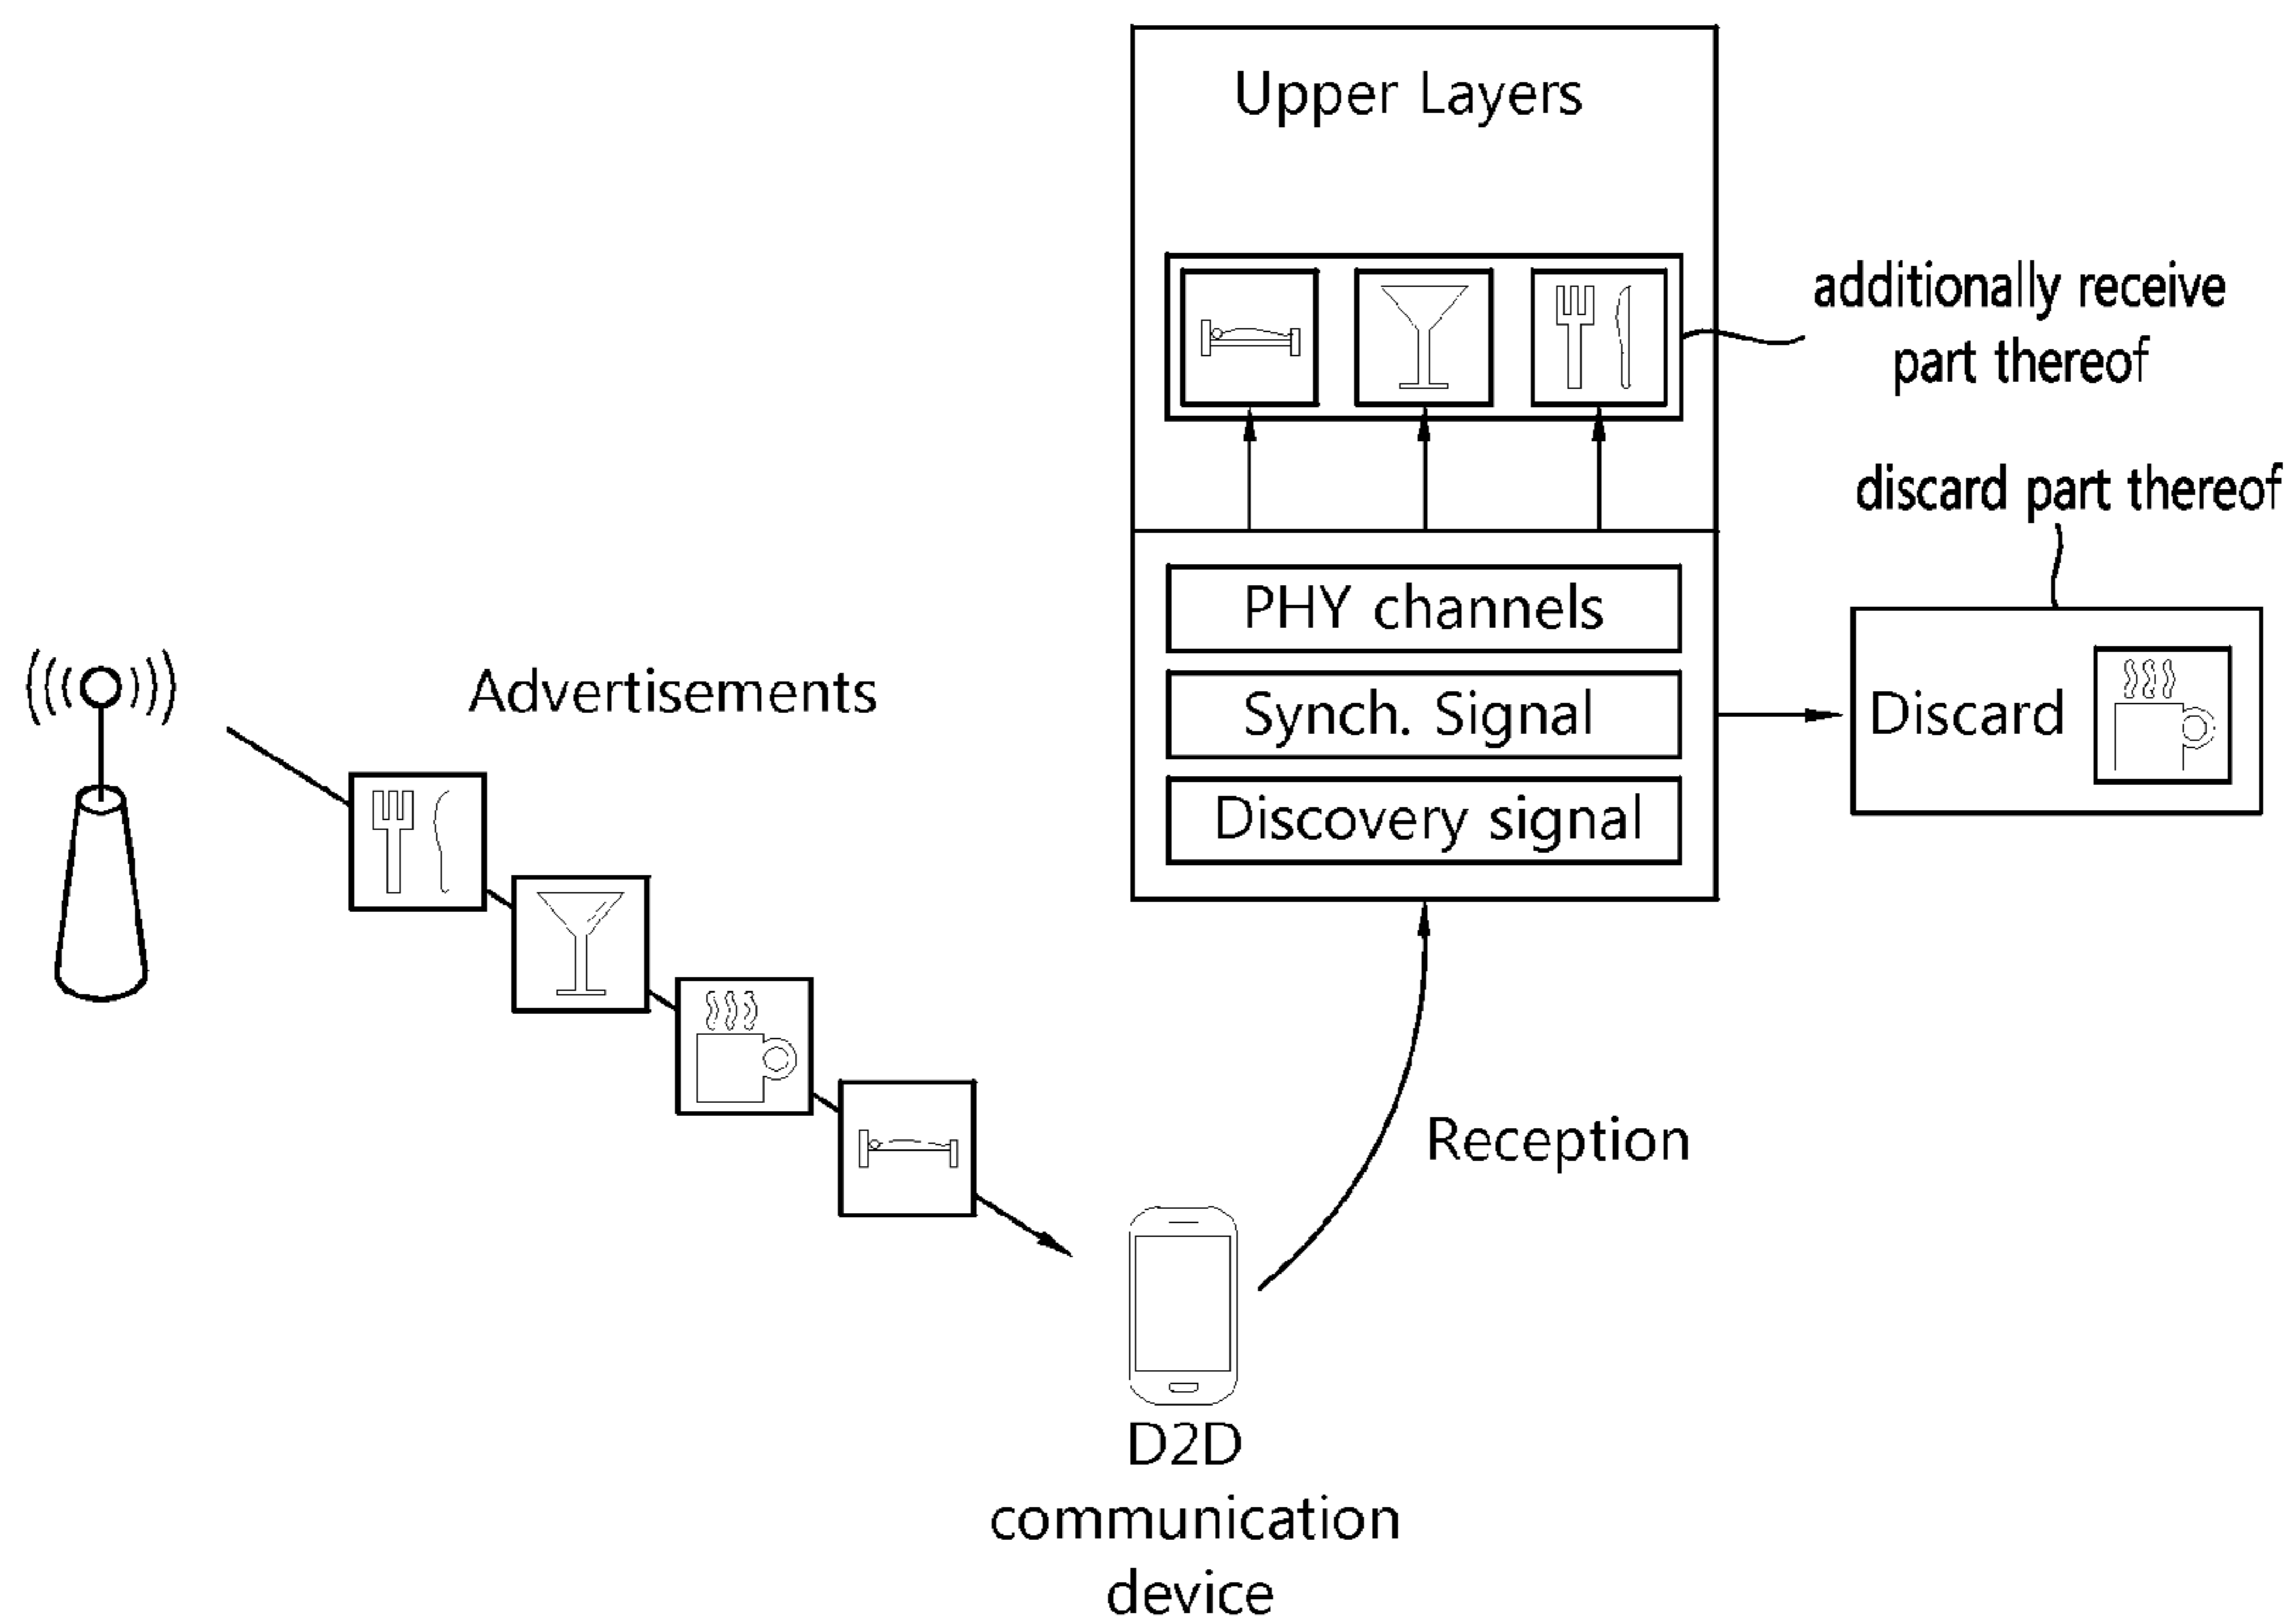 Upper Layers
additionally receive
part thereof
discard part thereof
PHY channels
Synch. Signal
Discovery signal
Discard
Advertisements
Reception
D2D
communication
device